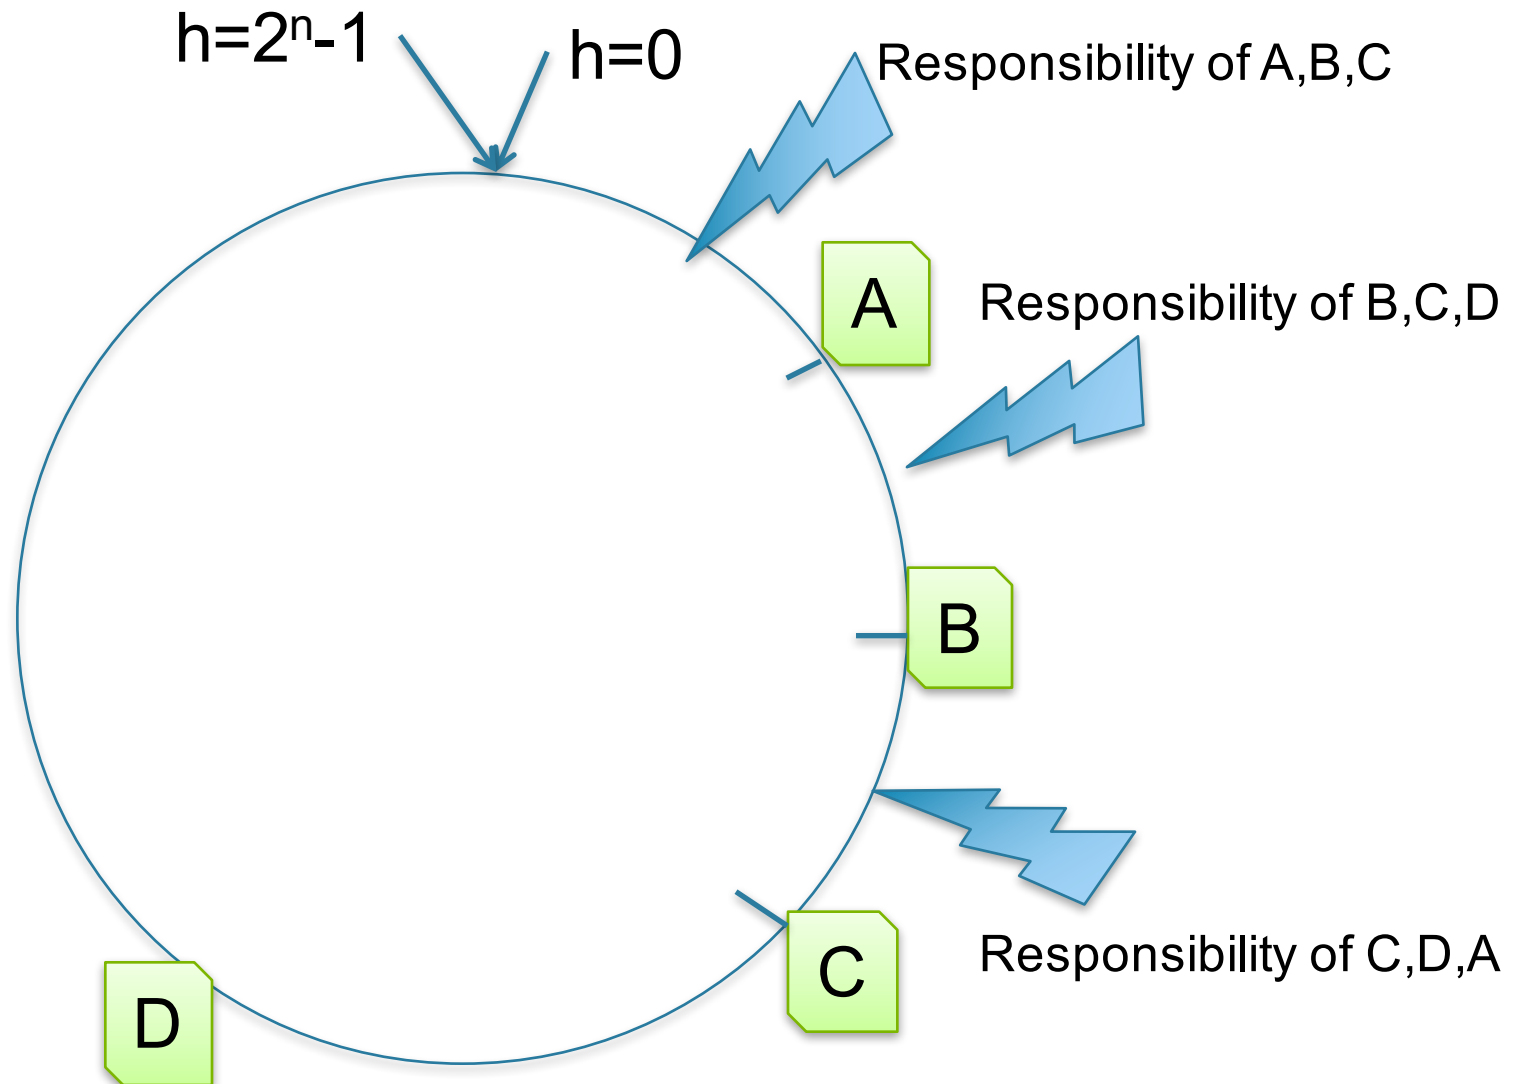 h=2ⁿ-1
h=0
Responsibility of A,B,C
A
Responsibility of B,C,D
B
C
Responsibility of C,D,A
D